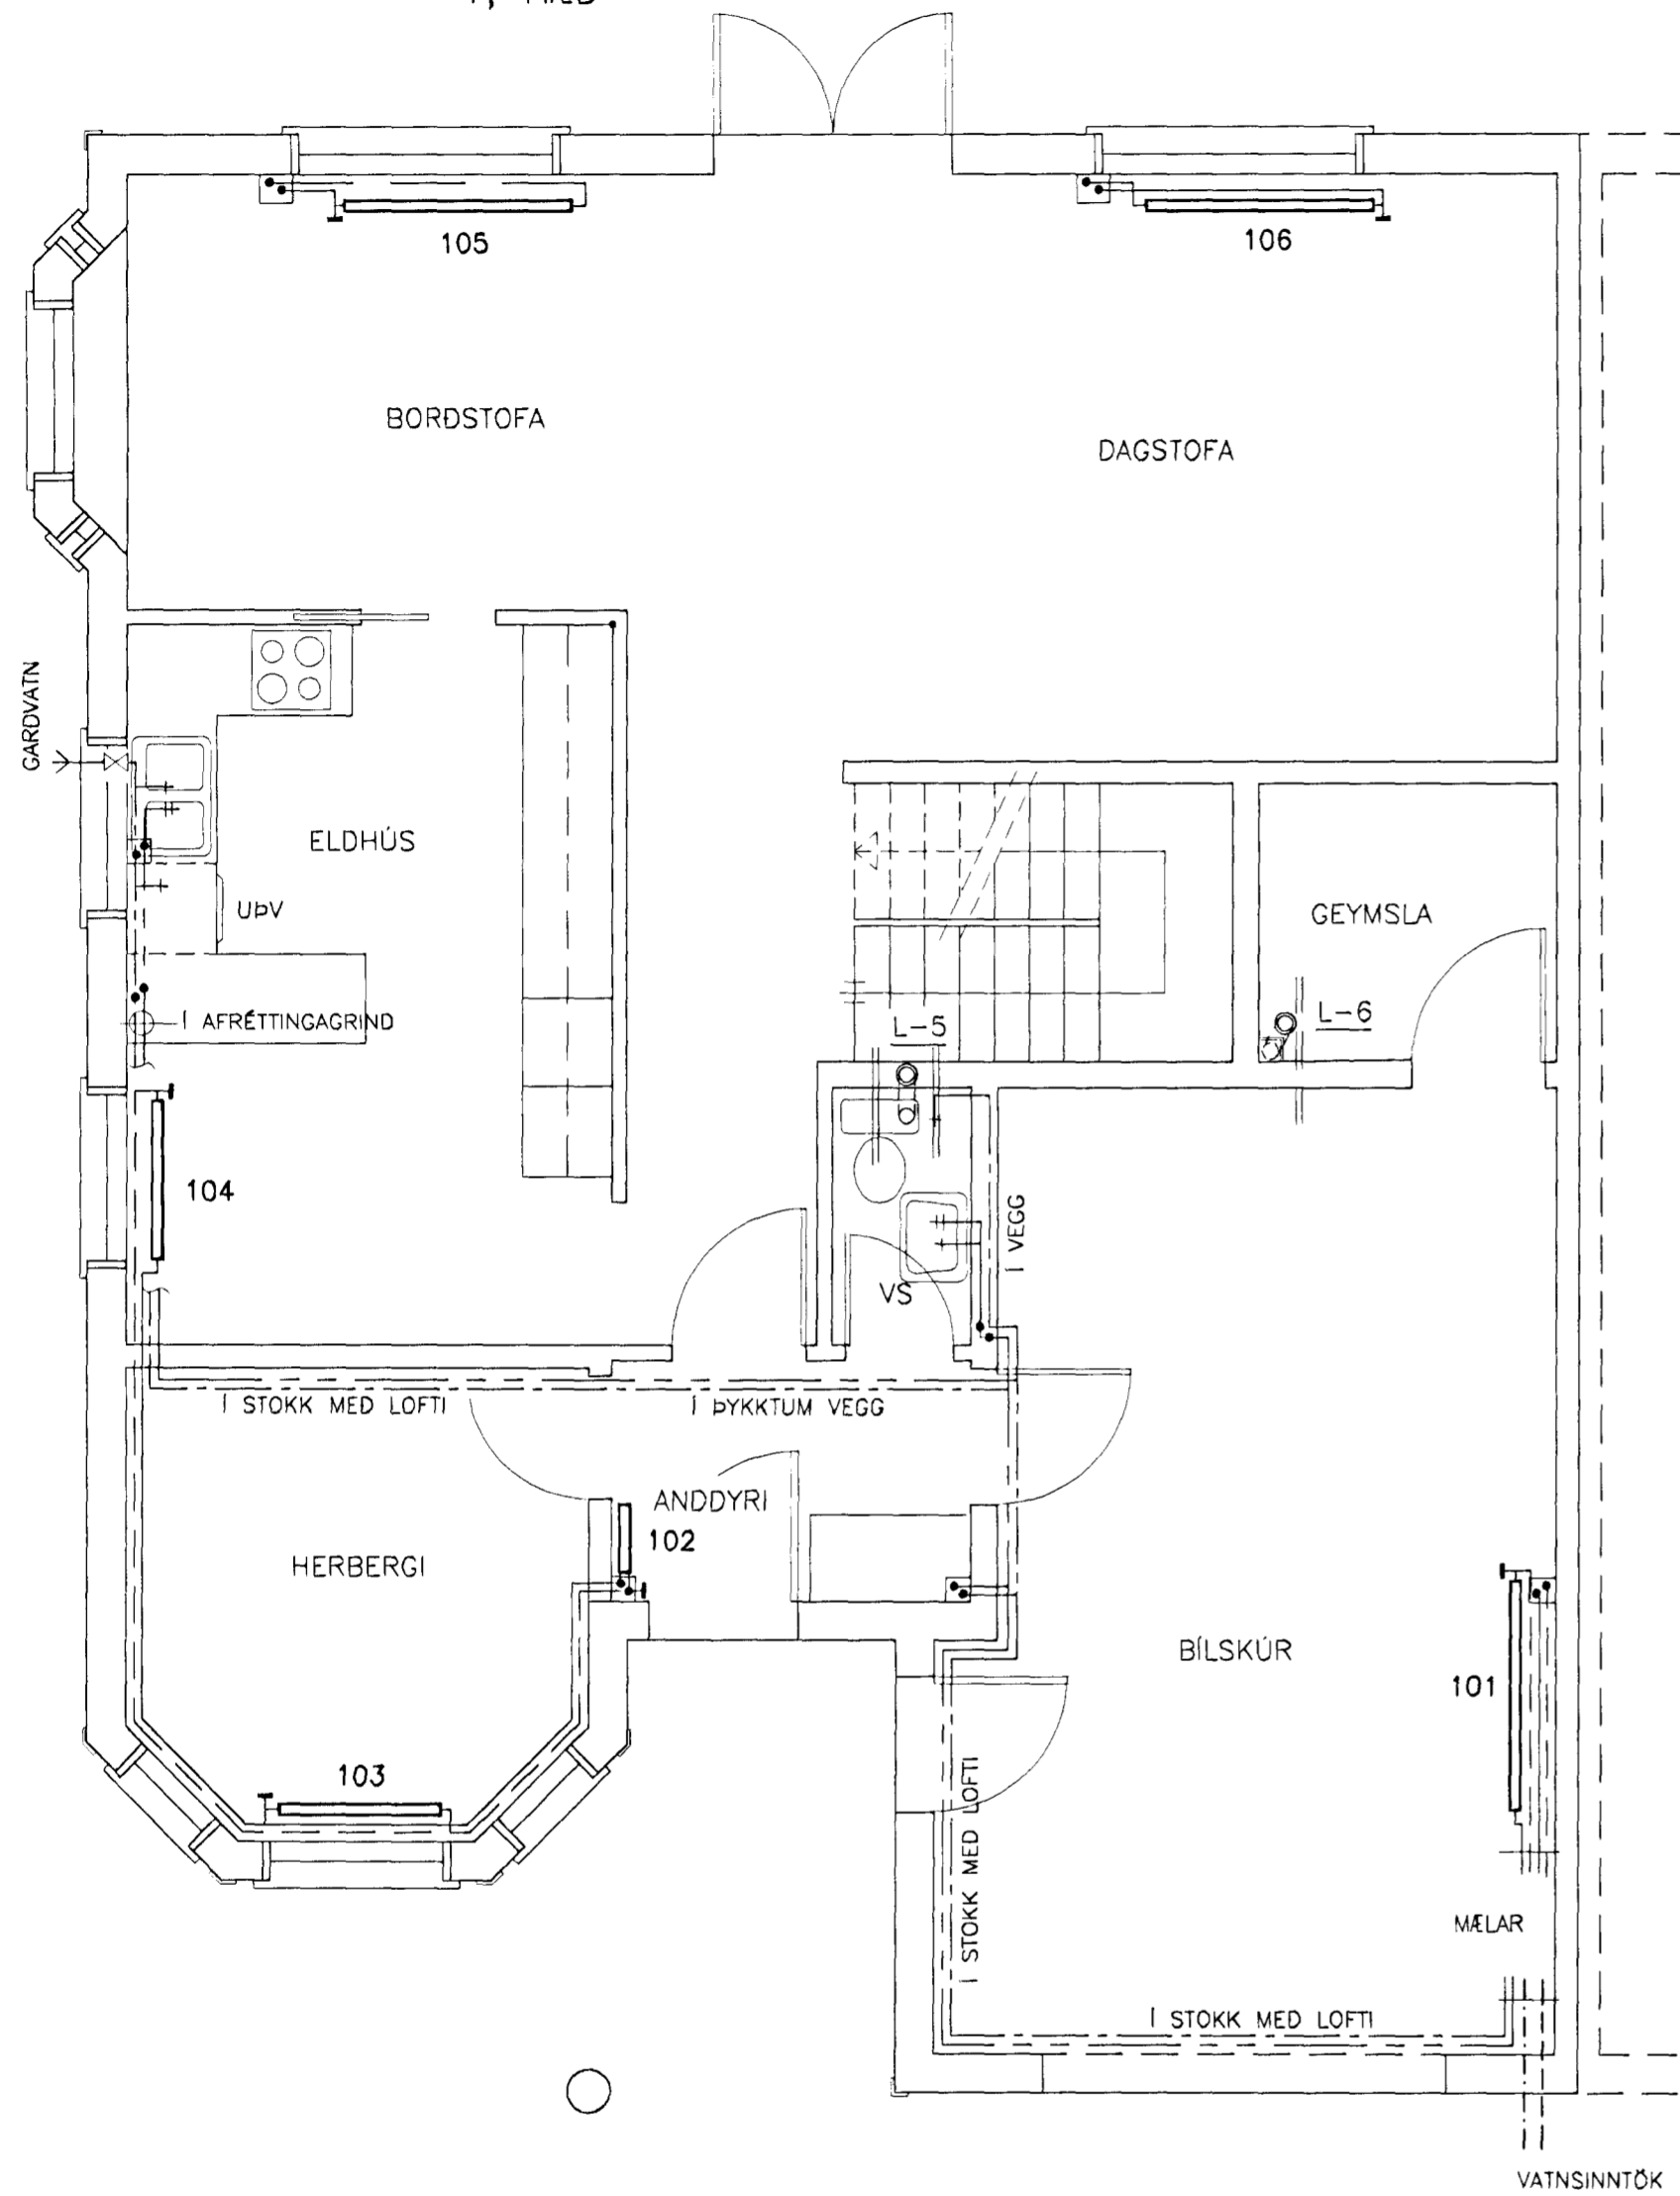 105
106
BORÐSTOFA
DAGSTOFA
GARÐVATN
ELDHÚS
UÞV
GEYMSLA
Í AFRÉTTINGAGRIND
L-5
L-6
104
Í VEGG
VS
Í STOKK MEÐ LOFTI
Í ÞYKKTUM VEGG
ANDDYRI
102
HERBERGI
BÍLSKÚR
101
103
Í STOKK MEÐ LOFTI
MÆLAR
Í STOKK MEÐ LOFTI
VATNSINNTÖK